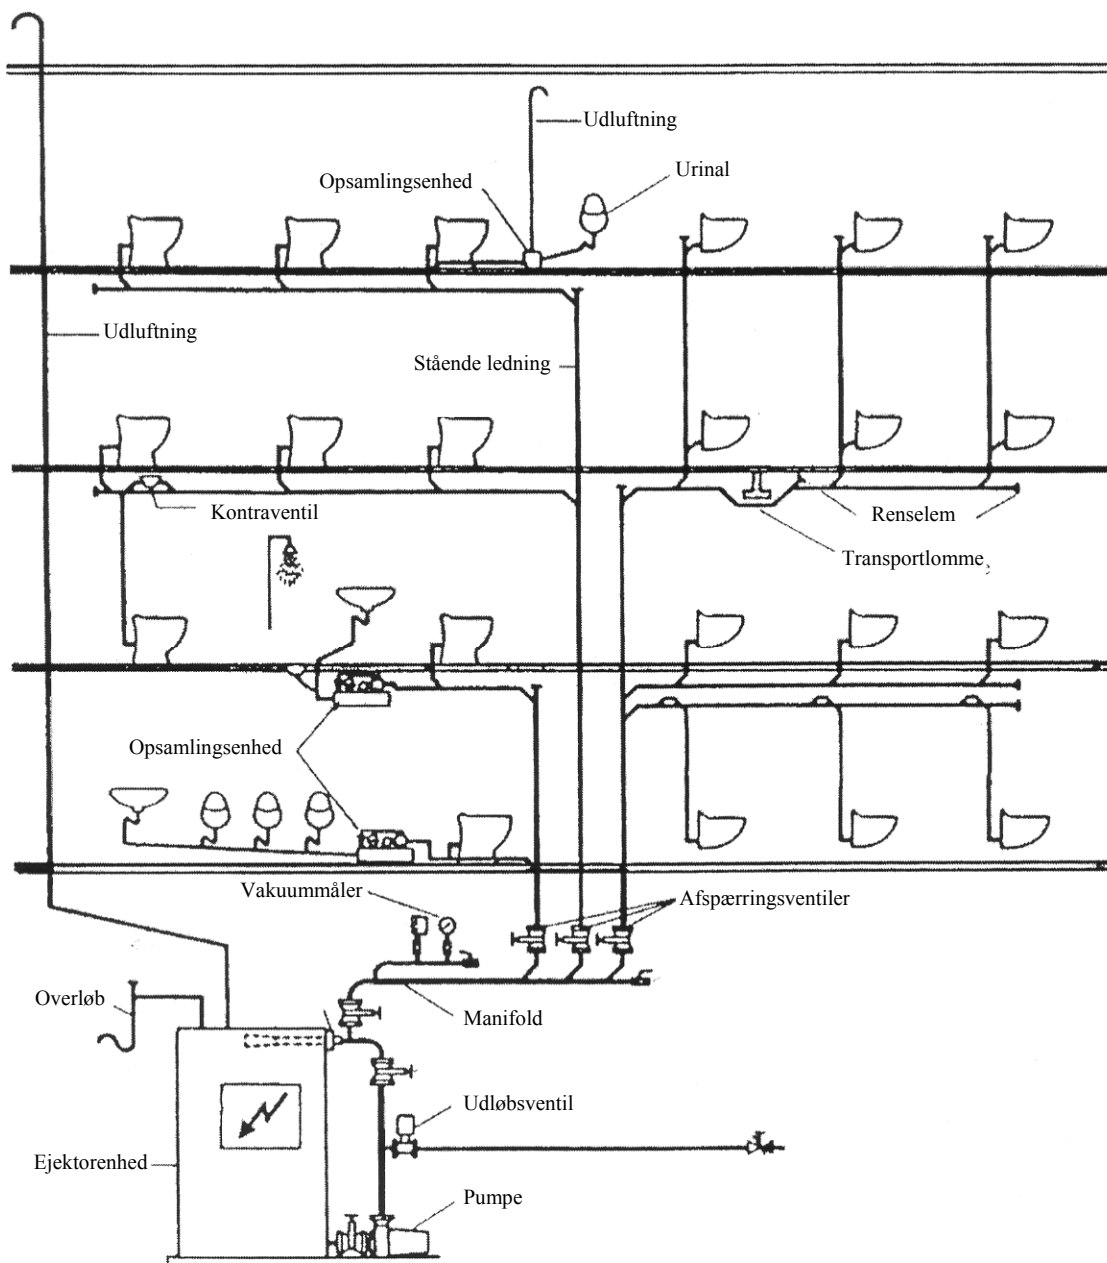 Udluftning
Urinal
Opsamlingsenhed
Udluftning
Stående ledning
Kontraventil
Renselem
Transportlomme
Opsamlingsenhed
Vakuummåler
Afspærringsventiler
Overløb
Manifold
Udløbsventil
Ejektorenhed
Pumpe